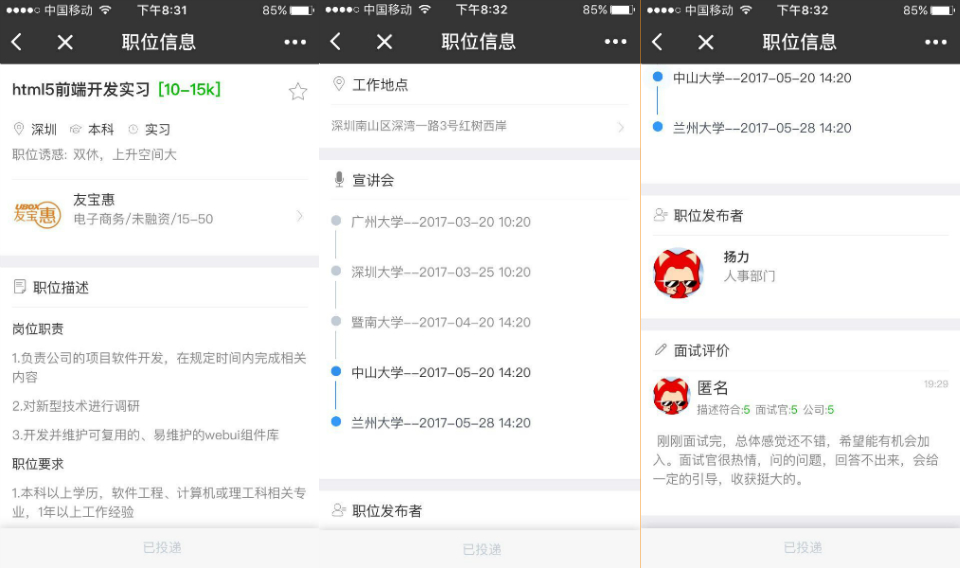 中国移动 下午8:31 85%
职位信息
html5前端开发实习 [10-15k]
深圳 本科 实习
职位诱惑: 双休，上升空间大
UBOX
友宝惠
友宝惠
电子商务/未融资/15-50
职位描述
岗位职责
1.负责公司的项目软件开发，在规定时间内完成相关
内容
2.对新型技术进行调研
3.开发并维护可复用的、易维护的webui组件库
职位要求
1.本科以上学历，软件工程、计算机或理工科相关专
业，1年以上工作经验
已投递
中国移动 下午8:32 85%
职位信息
工作地点
深圳南山区深湾一路3号红树西岸
宣讲会
广州大学--2017-03-20 10:20
深圳大学--2017-03-25 10:20
暨南大学--2017-04-20 14:20
中山大学--2017-05-20 14:20
兰州大学--2017-05-28 14:20
职位发布者
已投递
中国移动 下午8:32 85%
职位信息
中山大学--2017-05-20 14:20
兰州大学--2017-05-28 14:20
职位发布者
扬力
人事部门
面试评价
匿名 19:29
描述符合:5 面试官:5 公司:5
刚刚面试完，总体感觉还不错，希望能有机会加
入。面试官很热情，问的问题，回答不出来，会给
一定的引导，收获挺大的。
已投递